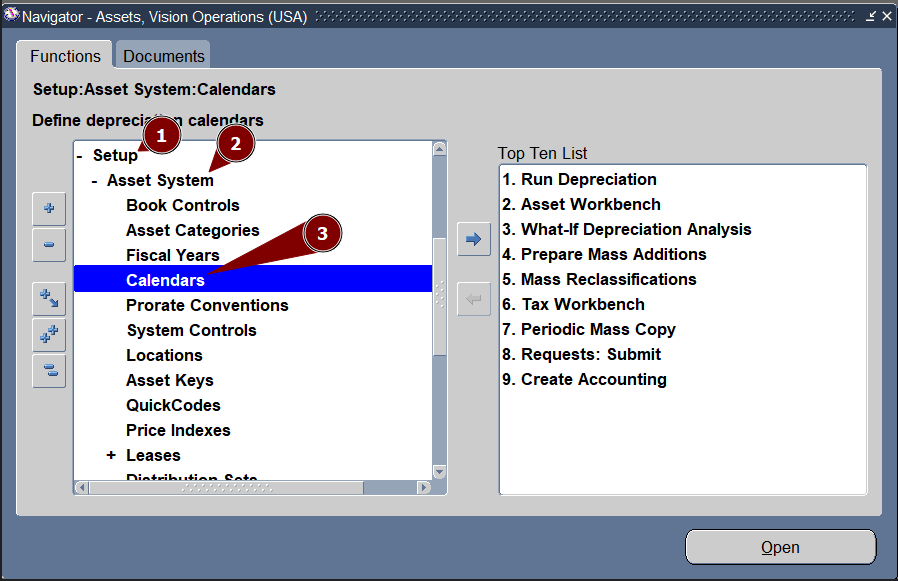 Navigator - Assets, Vision Operations (USA)
Functions
Documents
Setup:Asset System:Calendars
Define depreciation calendars
1
2
- Setup
- Asset System
Book Controls
Asset Categories
3
Fiscal Years
Calendars
Prorate Conventions
System Controls
Locations
Asset Keys
QuickCodes
Price Indexes
+ Leases
Distribution Sets
Top Ten List
1. Run Depreciation
2. Asset Workbench
3. What-If Depreciation Analysis
4. Prepare Mass Additions
5. Mass Reclassifications
6. Tax Workbench
7. Periodic Mass Copy
8. Requests: Submit
9. Create Accounting
Open